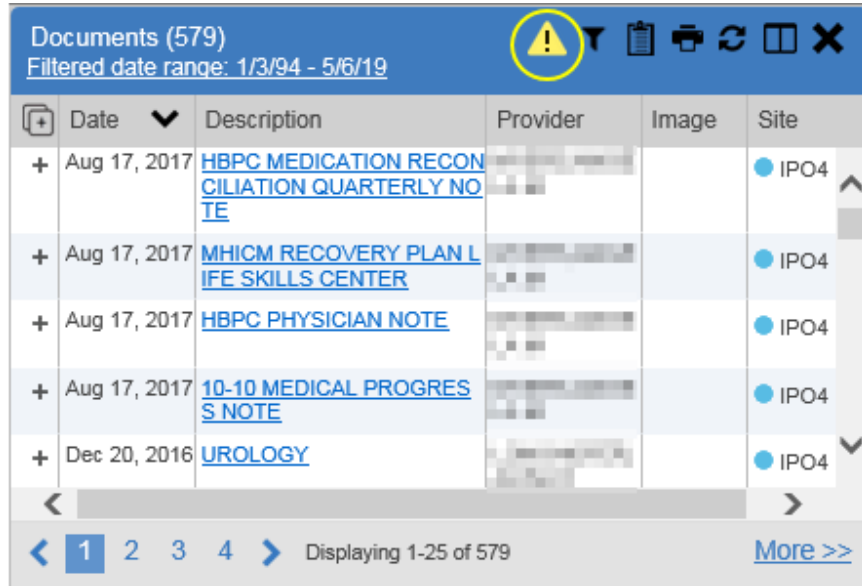 Documents (579)
Filtered date range: 1/3/94 - 5/6/19
Date Description Provider Image Site
+ Aug 17, 2017 HBPC MEDICATION RECON IPO4
CILIATION QUARTERLY NO
TE
+ Aug 17, 2017 MHICM RECOVERY PLAN L IPO4
IFE SKILLS CENTER
+ Aug 17, 2017 HBPC PHYSICIAN NOTE IPO4
+ Aug 17, 2017 10-10 MEDICAL PROGRES IPO4
S NOTE
+ Dec 20, 2016 UROLOGY IPO4
1 2 3 4 Displaying 1-25 of 579 More >>